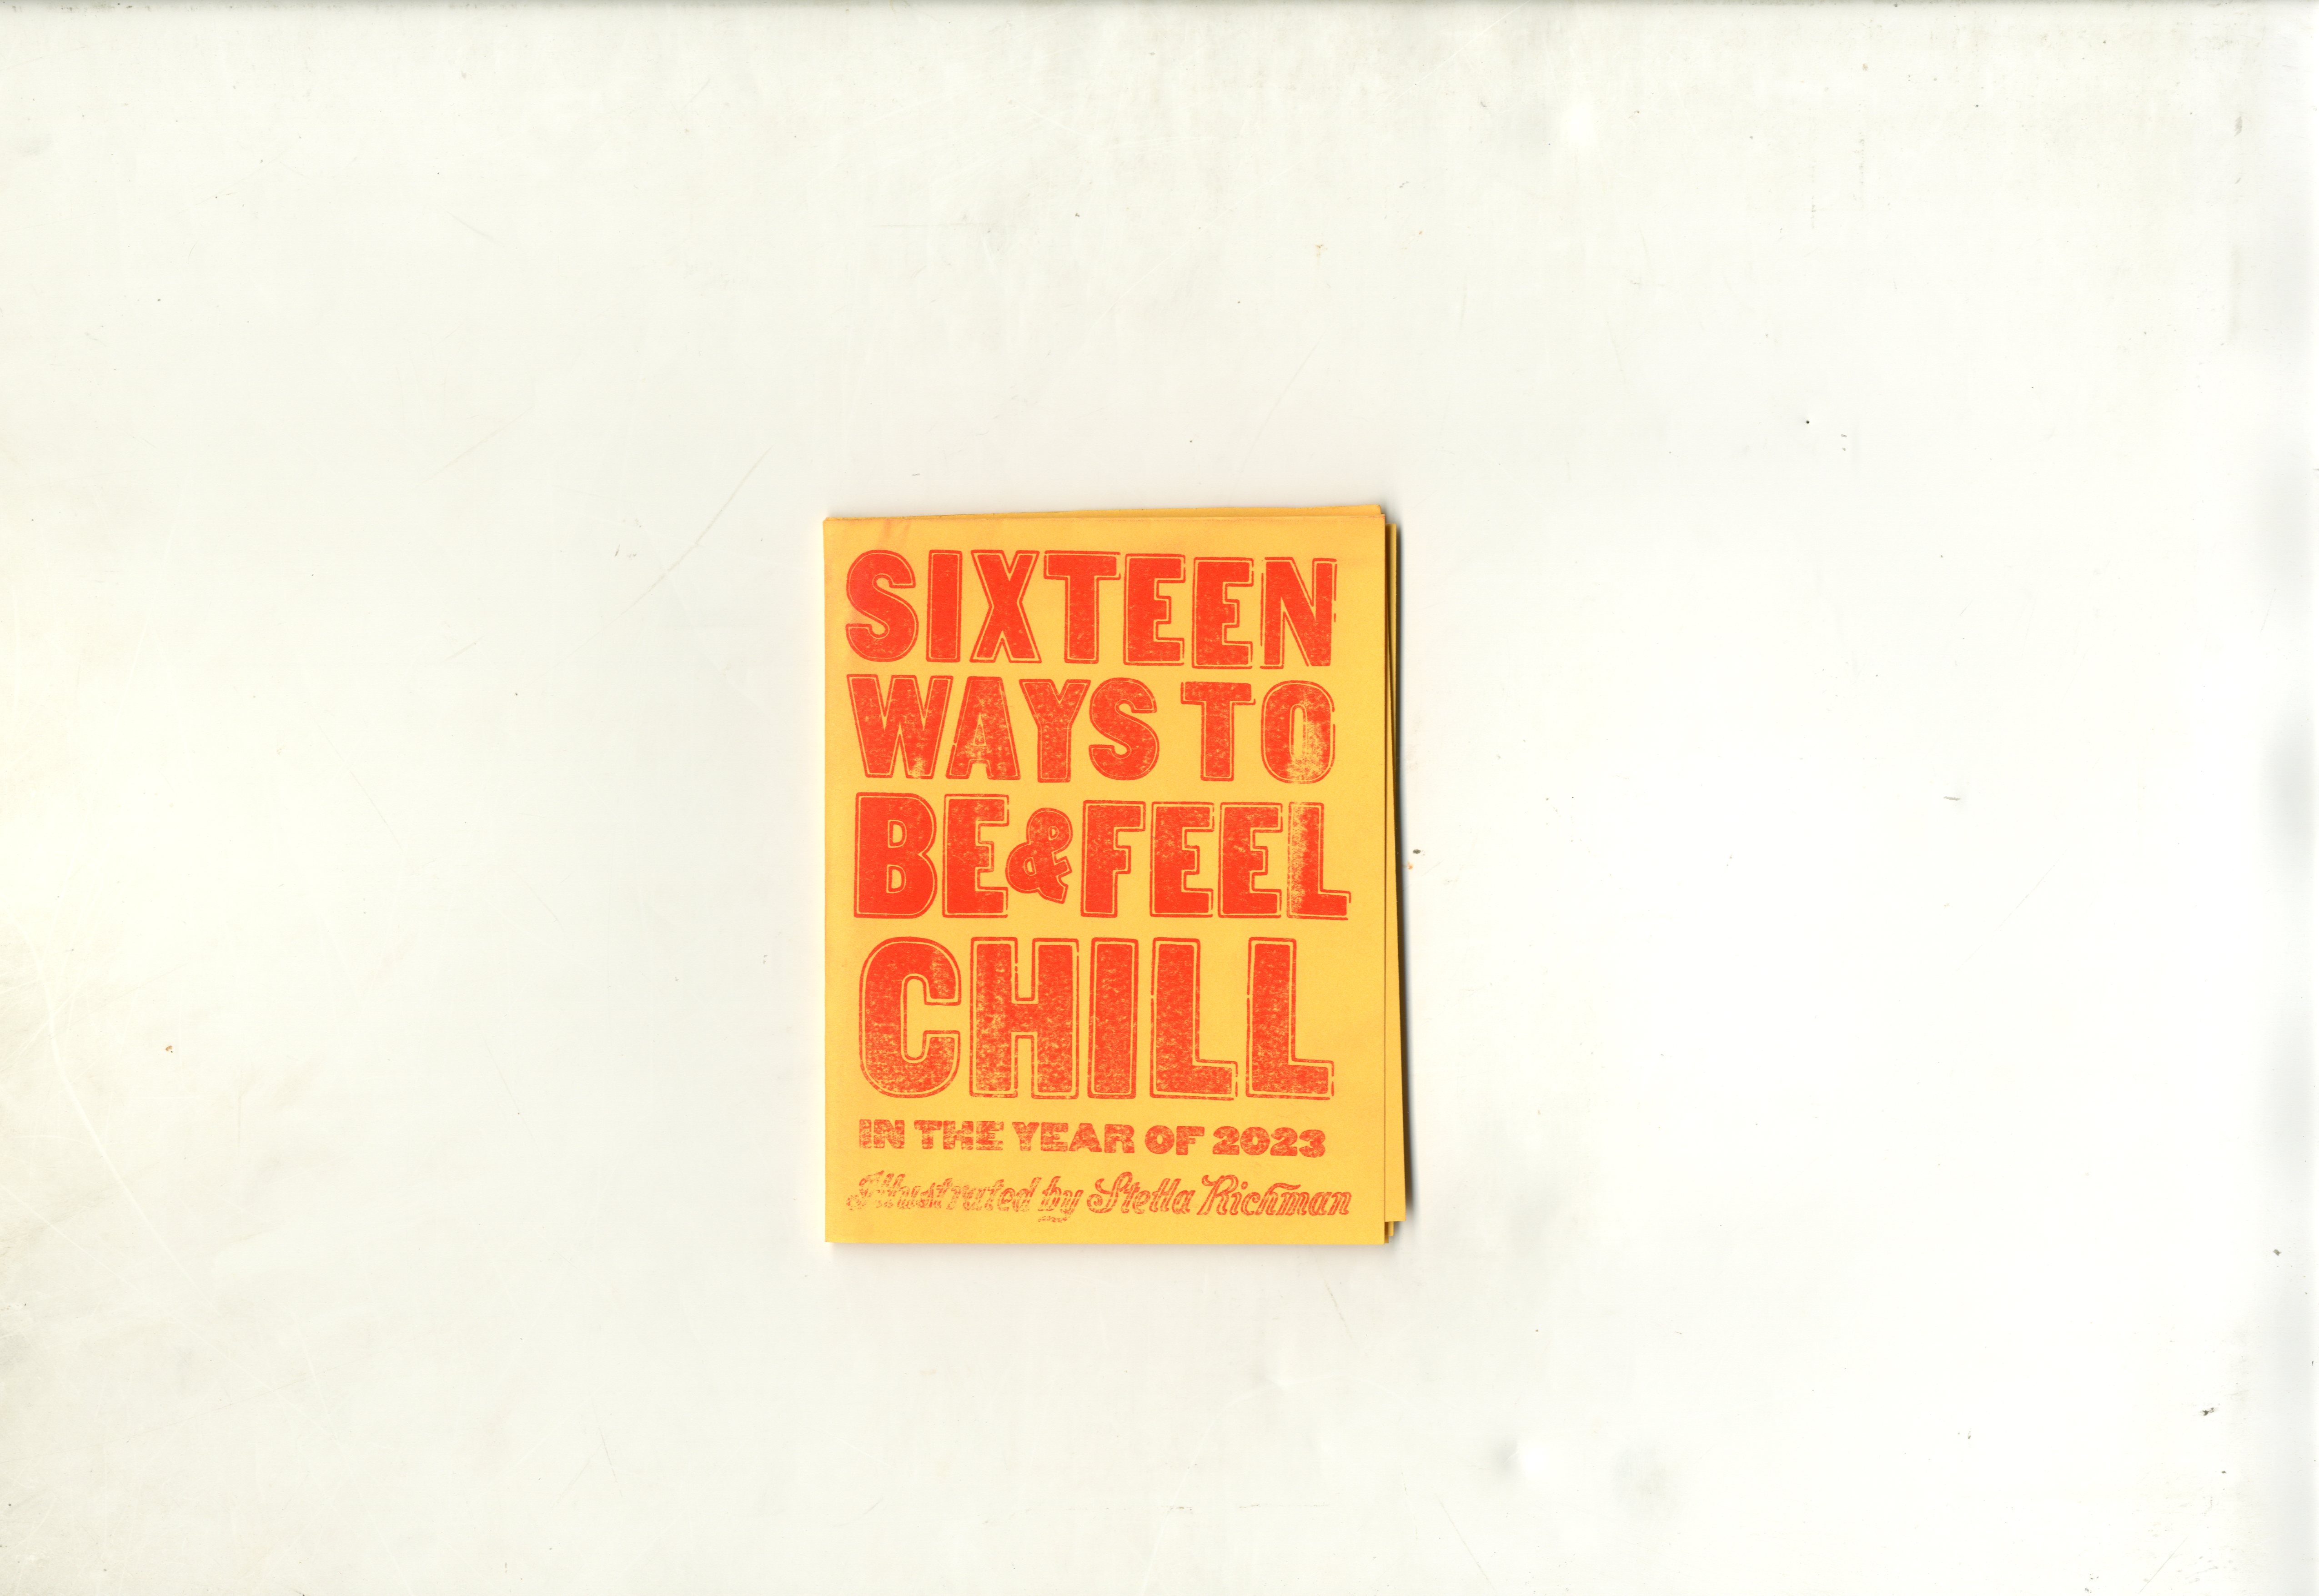 SIXTEEN
WAYS TO
BE & FEEL
CHILL
IN THE YEAR OF 2023
Illustrated by Stella Richman